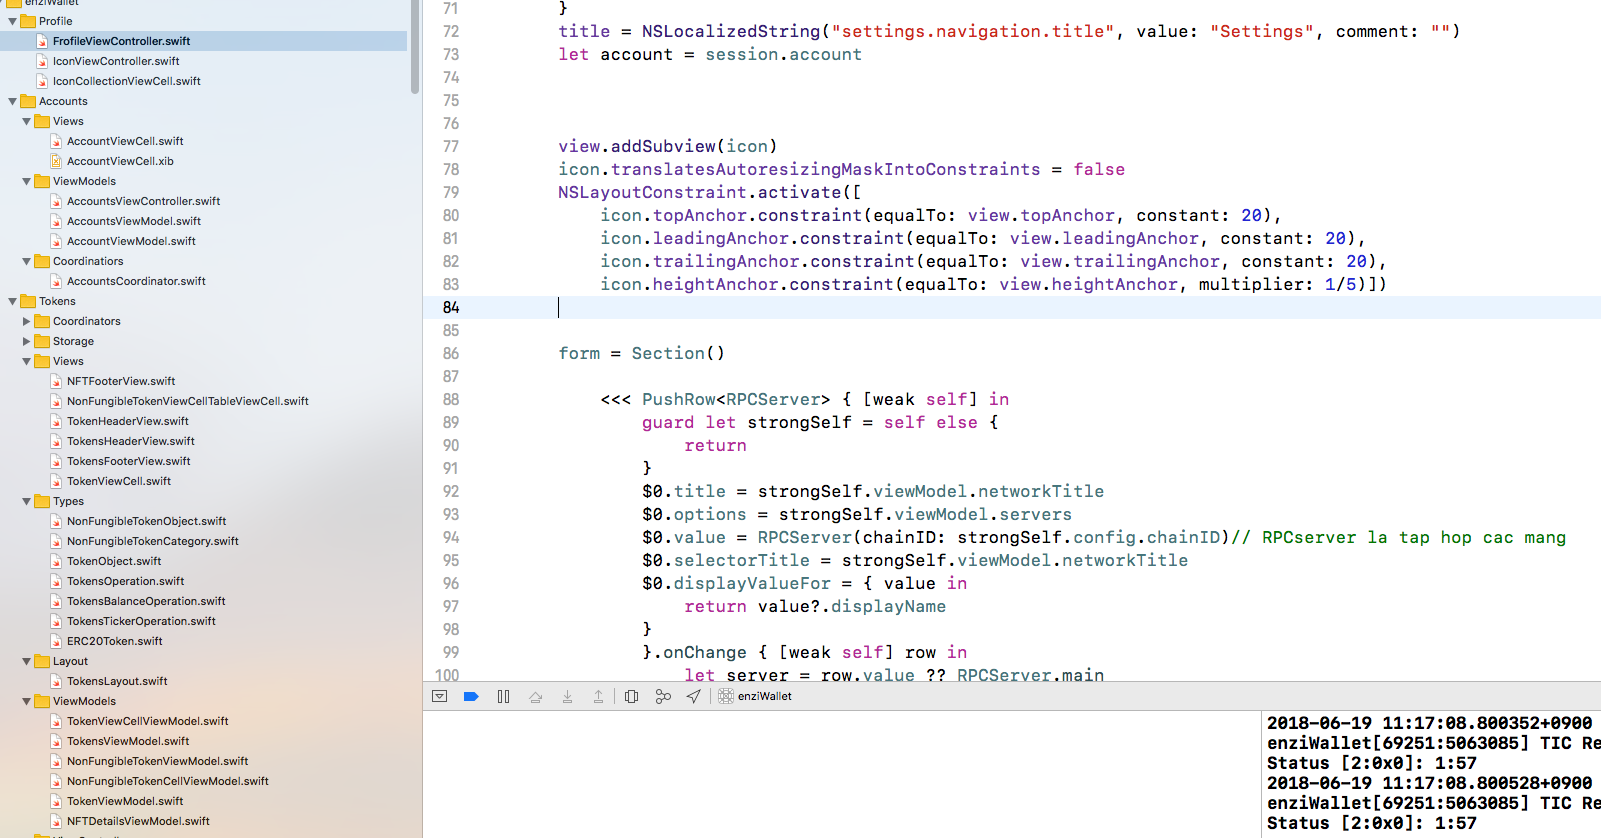 enziWallet
Profile
FrofileViewController.swift
IconViewController.swift
IconCollectionViewCell.swift
Accounts
Views
AccountViewCell.swift
AccountViewCell.xib
ViewModels
AccountsViewController.swift
AccountsViewModel.swift
AccountViewModel.swift
Coordinatiors
AccountsCoordinator.swift
Tokens
Coordinators
Storage
Views
NFTFooterView.swift
NonFungibleTokenViewCellTableViewCell.swift
TokenHeaderView.swift
TokensHeaderView.swift
TokensFooterView.swift
TokenViewCell.swift
Types
NonFungibleTokenObject.swift
NonFungibleTokenCategory.swift
TokenObject.swift
TokensOperation.swift
TokensBalanceOperation.swift
TokensTickerOperation.swift
ERC20Token.swift
Layout
TokensLayout.swift
ViewModels
TokenViewCellViewModel.swift
TokensViewModel.swift
NonFungibleTokenViewModel.swift
NonFungibleTokenCellViewModel.swift
TokenViewModel.swift
NFTDetailsViewModel.swift
71 }
72 title = NSLocalizedString("settings.navigation.title", value: "Settings", comment: "")
73 let account = session.account
74
75
76
77 view.addSubview(icon)
78 icon.translatesAutoresizingMaskIntoConstraints = false
79 NSLayoutConstraint.activate([
80 icon.topAnchor.constraint(equalTo: view.topAnchor, constant: 20),
81 icon.leadingAnchor.constraint(equalTo: view.leadingAnchor, constant: 20),
82 icon.trailingAnchor.constraint(equalTo: view.trailingAnchor, constant: 20),
83 icon.heightAnchor.constraint(equalTo: view.heightAnchor, multiplier: 1/5)])
84
85
86 form = Section()
87
88 <<< PushRow<RPCServer> { [weak self] in
89 guard let strongSelf = self else {
90 return
91 }
92 $0.title = strongSelf.viewModel.networkTitle
93 $0.options = strongSelf.viewModel.servers
94 $0.value = RPCServer(chainID: strongSelf.config.chainID)// RPCserver la tap hop cac mang
95 $0.selectorTitle = strongSelf.viewModel.networkTitle
96 $0.displayValueFor = { value in
97 return value?.displayName
98 }
99 }.onChange { [weak self] row in
100 let server = row.value ?? RPCServer.main
enziWallet
2018-06-19 11:17:08.800352+0900
enziWallet[69251:5063085] TIC Re
Status [2:0x0]: 1:57
2018-06-19 11:17:08.800528+0900
enziWallet[69251:5063085] TIC Re
Status [2:0x0]: 1:57